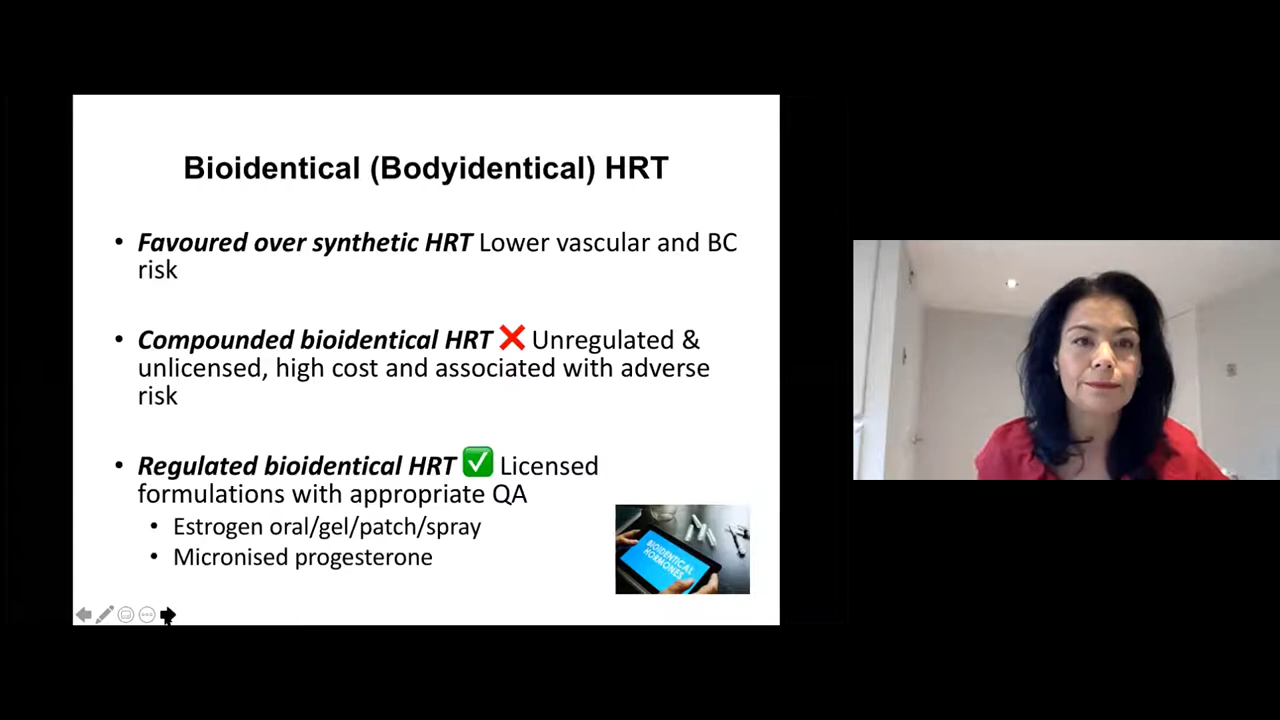 Bioidentical (Bodyidentical) HRT
• Favoured over synthetic HRT Lower vascular and BC
risk
• Compounded bioidentical HRT ❌ Unregulated &
unlicensed, high cost and associated with adverse
risk
• Regulated bioidentical HRT ✅ Licensed
formulations with appropriate QA
• Estrogen oral/gel/patch/spray
• Micronised progesterone
BIOIDENTICAL
HORMONES